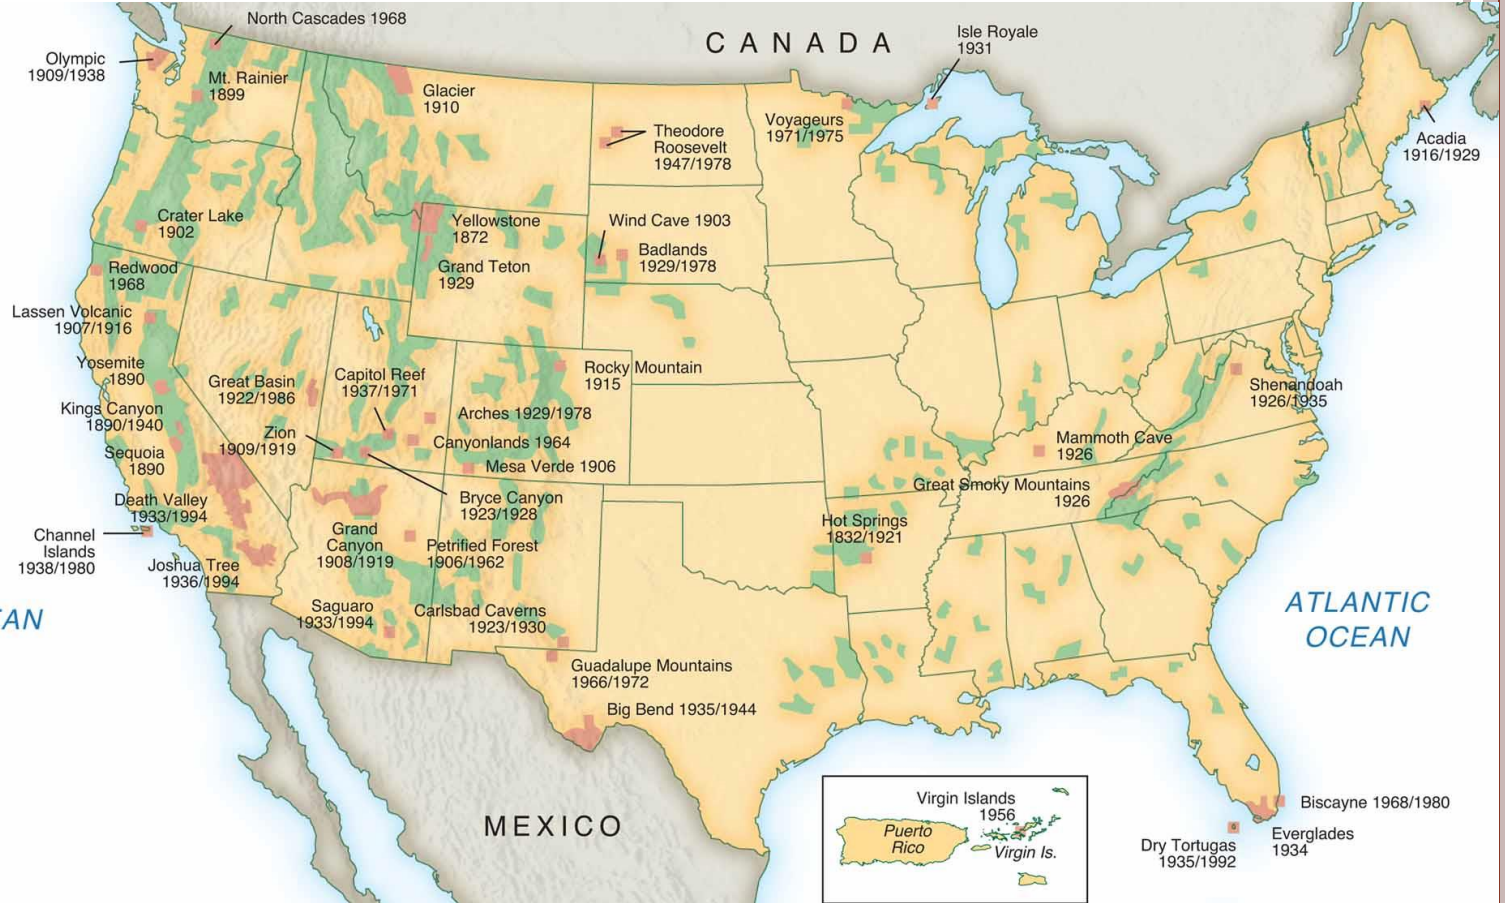 North Cascades 1968
CANADA
Isle Royale
1931
Olympic
1909/1938
Mt. Rainier
1899
Glacier
1910
Theodore
Roosevelt
1947/1978
Voyageurs
1971/1975
Acadia
1916/1929
Crater Lake
1902
Yellowstone
1872
Wind Cave 1903
Badlands
1929/1978
Redwood
1968
Grand Teton
1929
Lassen Volcanic
1907/1916
Yosemite
1890
Great Basin
1922/1986
Capitol Reef
1937/1971
Rocky Mountain
1915
Shenandoah
1926/1935
Kings Canyon
1890/1940
Arches 1929/1978
Zion
1909/1919
Canyonlands 1964
Mammoth Cave
1926
Sequoia
1890
Mesa Verde 1906
Great Smoky Mountains
1926
Death Valley
1933/1994
Bryce Canyon
1923/1928
Hot Springs
1832/1921
Channel
Islands
1938/1980
Grand
Canyon
1908/1919
Petrified Forest
1906/1962
Joshua Tree
1936/1994
Saguaro
1933/1994
Carlsbad Caverns
1923/1930
AN
ATLANTIC
OCEAN
Guadalupe Mountains
1966/1972
Big Bend 1935/1944
MEXICO
Virgin Islands
1956
Puerto
Rico
Virgin Is.
Biscayne 1968/1980
Everglades
1934
Dry Tortugas
1935/1992